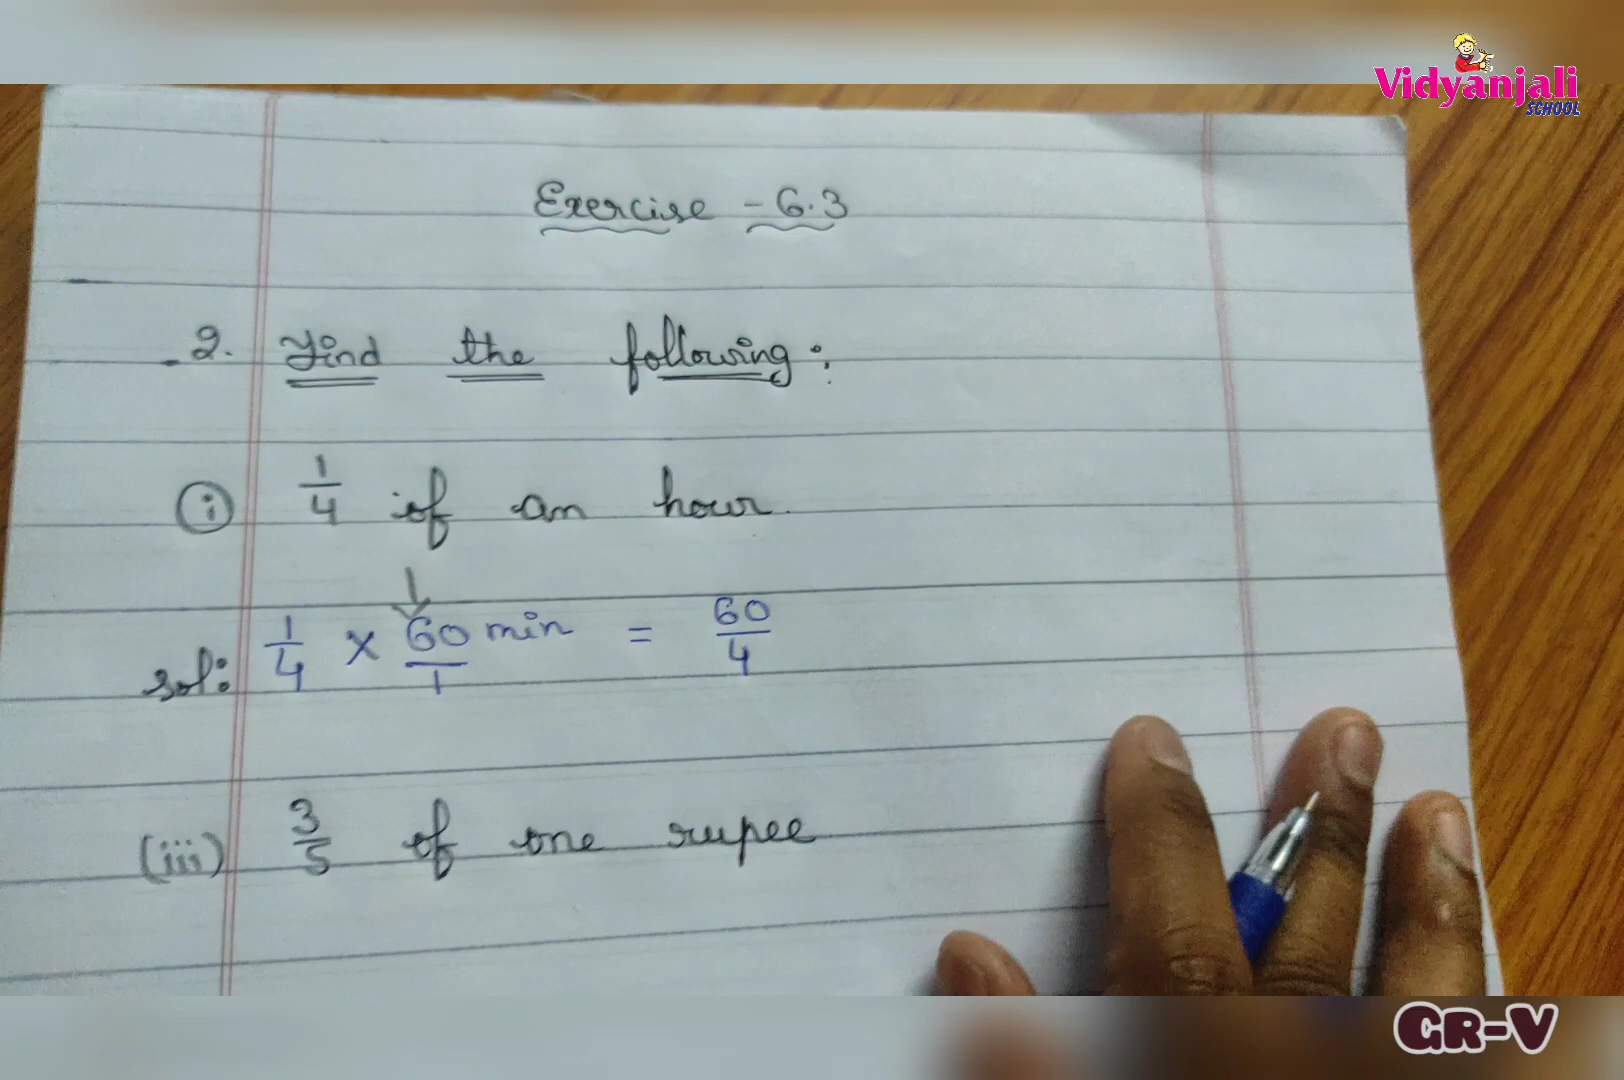 Vidyanjali
SCHOOL
Exercise - 6.3
2. Find the following:
(i) 1/4 of an hour
sol: 1/4 × 60/1 min = 60/4
(iii) 3/5 of one rupee
GR-V